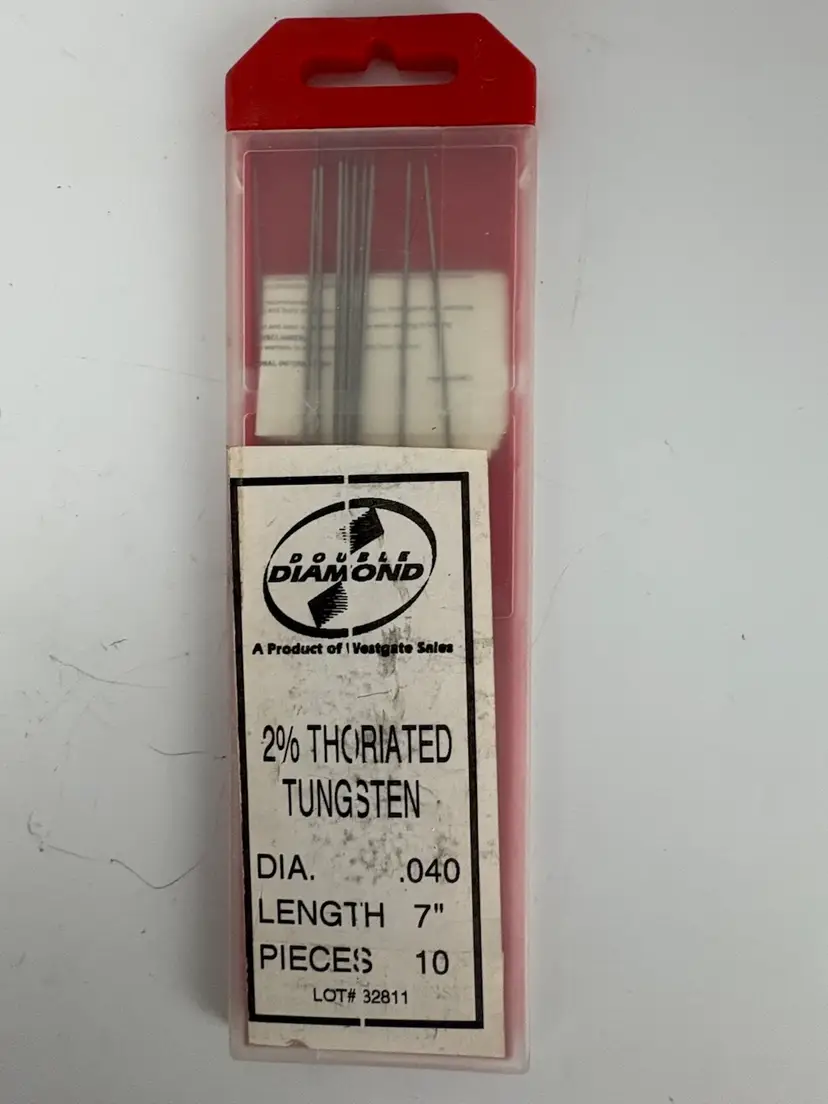 DOUBLE
DIAMOND
A Product of Westgate Sales
2% THORIATED
TUNGSTEN
DIA. .040
LENGTH 7"
PIECES 10
LOT# 32811